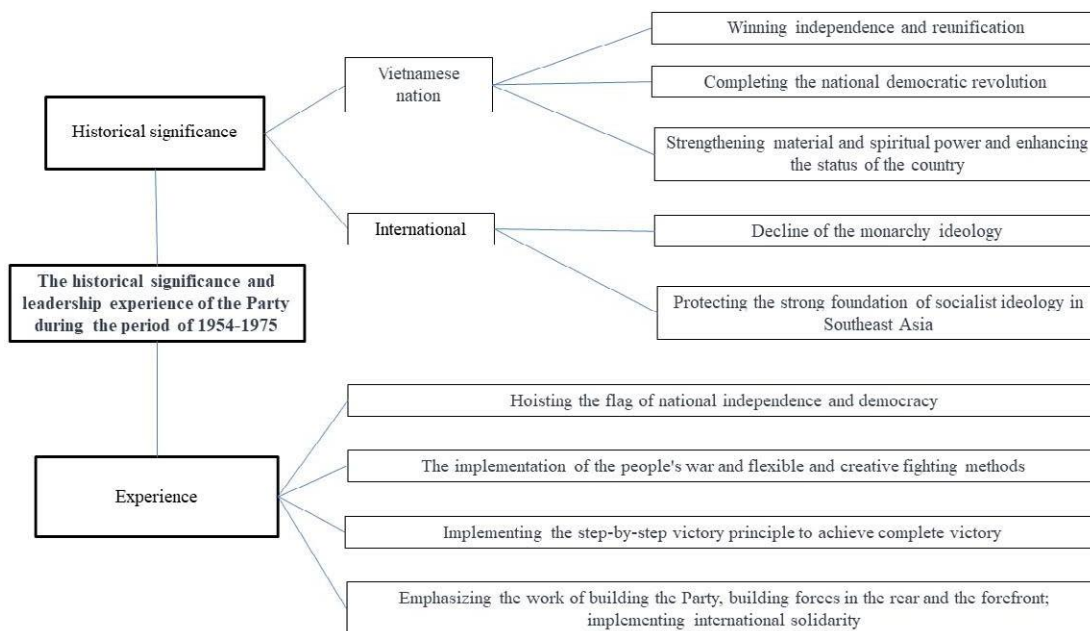 Winning independence and reunification
Vietnamese
nation
Completing the national democratic revolution
Historical significance
Strengthening material and spiritual power and enhancing
the status of the country
International
Decline of the monarchy ideology
The historical significance and
leadership experience of the Party
during the period of 1954-1975
Protecting the strong foundation of socialist ideology in
Southeast Asia
Hoisting the flag of national independence and democracy
The implementation of the people's war and flexible and creative fighting methods
Experience
Implementing the step-by-step victory principle to achieve complete victory
Emphasizing the work of building the Party, building forces in the rear and the forefront;
implementing international solidarity